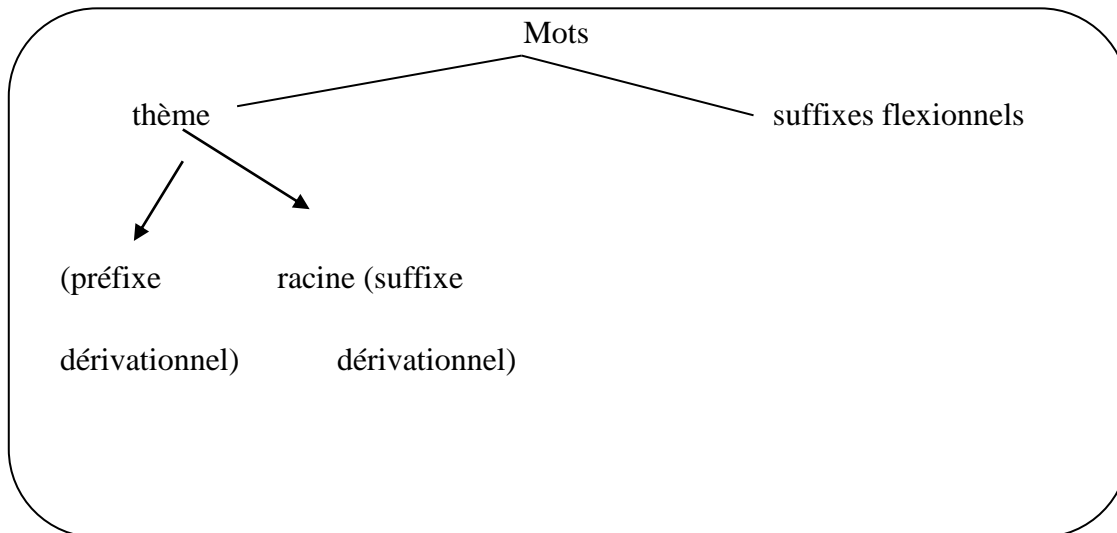 Mots
thème suffixes flexionnels
(préfixe racine (suffixe
dérivationnel) dérivationnel)